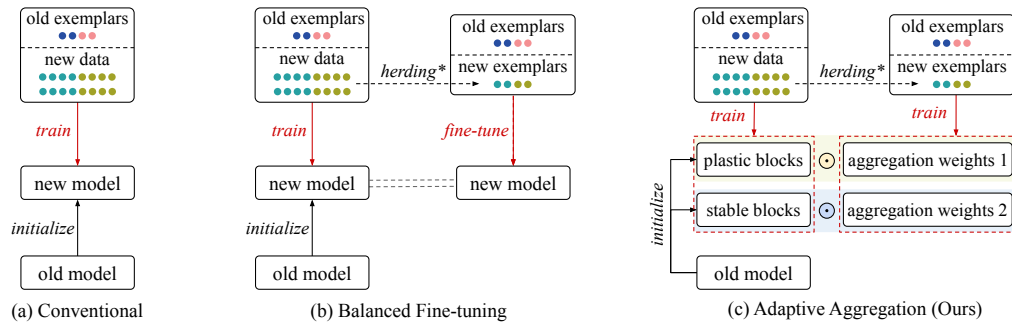 old exemplars
new data
train
new model
initialize
old model
(a) Conventional
old exemplars
new data
herding*
old exemplars
new exemplars
train
fine-tune
new model
new model
initialize
old model
(b) Balanced Fine-tuning
old exemplars
new data
herding*
old exemplars
new exemplars
train
train
plastic blocks
⊙
aggregation weights 1
stable blocks
⊙
aggregation weights 2
initialize
old model
(c) Adaptive Aggregation (Ours)